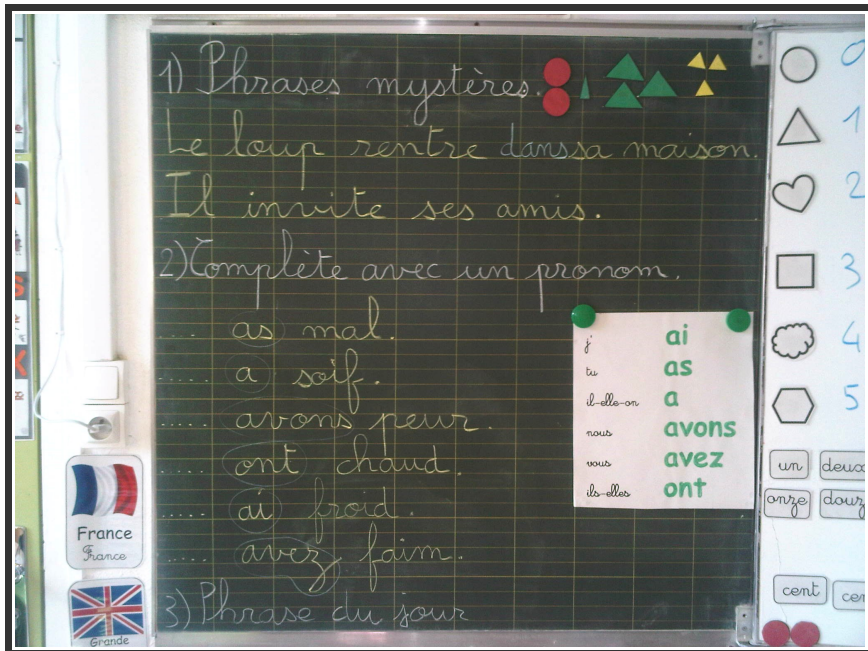 1) Phrases mystères.
Le loup rentre dans sa maison.
Il invite ses amis.
2) Complète avec un pronom.
..... as mal.
..... a soif.
..... avons peur.
..... ont chaud.
..... ai froid.
..... avez faim.
3) Phrase du jour
j' ai
tu as
il-elle-on a
nous avons
vous avez
ils-elles ont
France
France
Grande
0
1
2
3
4
5
un deux
onze
cent